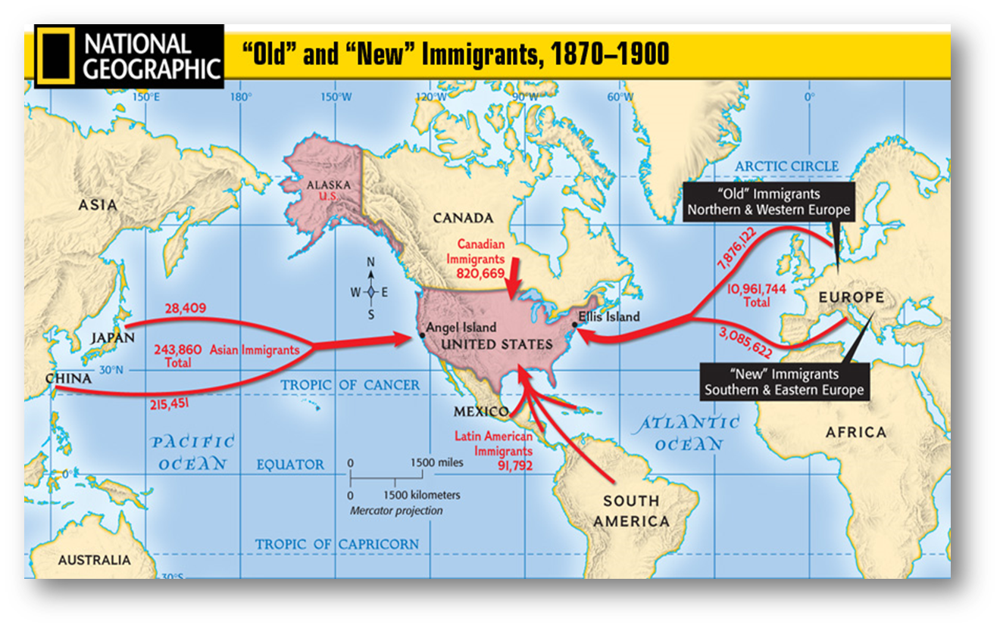 NATIONAL
GEOGRAPHIC
“Old” and “New” Immigrants, 1870–1900
150°E
180°
150°W
120°W
90°W
60°W
0°
ARCTIC CIRCLE
ALASKA
U.S.
ASIA
“Old” Immigrants
Northern & Western Europe
CANADA
Canadian
Immigrants
820,669
7,876,122
N
W E
S
10,961,744
Total
EUROPE
28,409
JAPAN
Ellis Island
Angel Island
UNITED STATES
3,085,622
243,860 Asian Immigrants
Total
30°N
CHINA
215,451
TROPIC OF CANCER
“New” Immigrants
Southern & Eastern Europe
MEXICO
ATLANTIC
OCEAN
AFRICA
PACIFIC
OCEAN
Latin American
Immigrants
91,792
EQUATOR
0°
0 1500 miles
0 1500 kilometers
Mercator projection
SOUTH
AMERICA
TROPIC OF CAPRICORN
AUSTRALIA
30°S